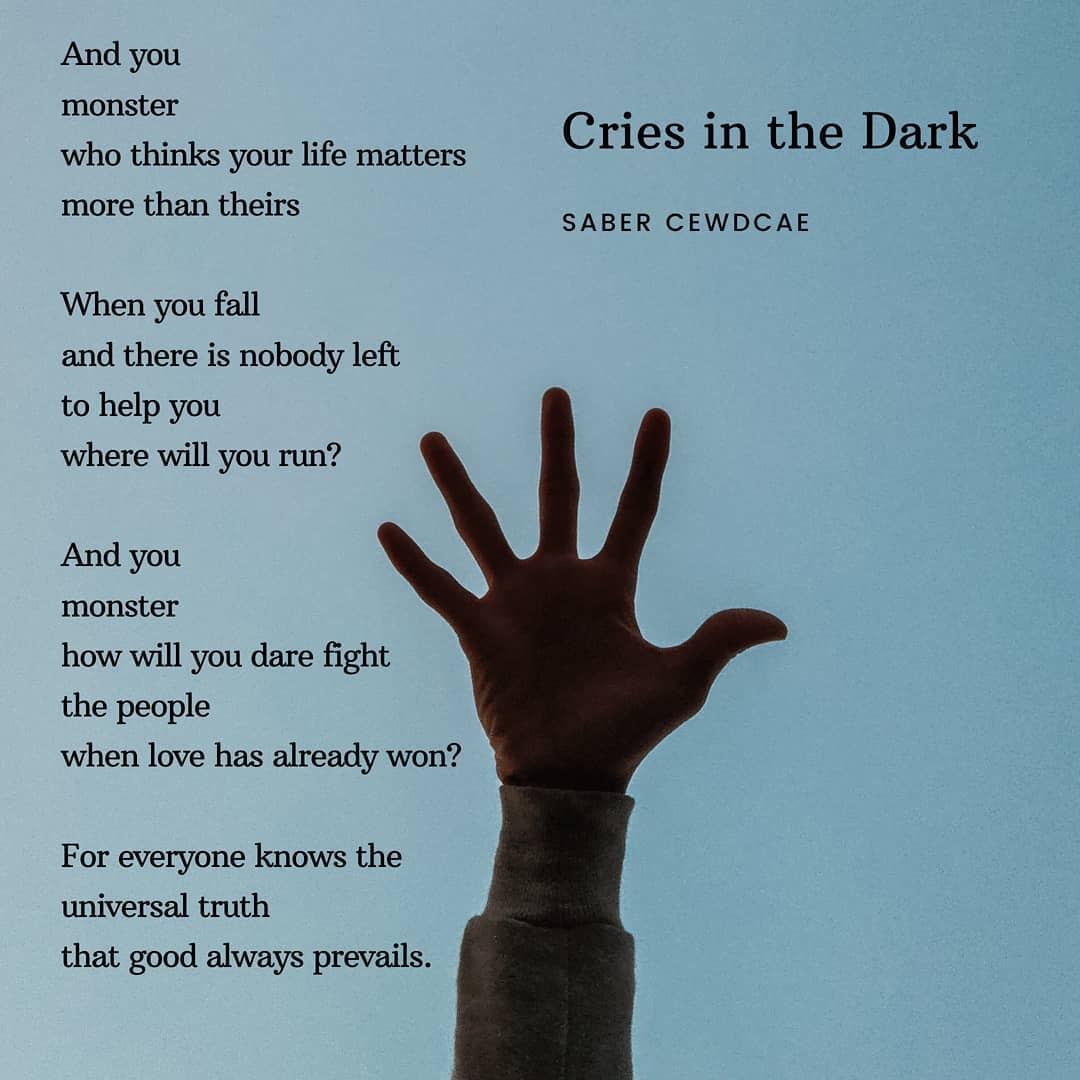 And you
monster
who thinks your life matters
more than theirs
When you fall
and there is nobody left
to help you
where will you run?
And you
monster
how will you dare fight
the people
when love has already won?
For everyone knows the
universal truth
that good always prevails.
Cries in the Dark
SABER CEWDCAE